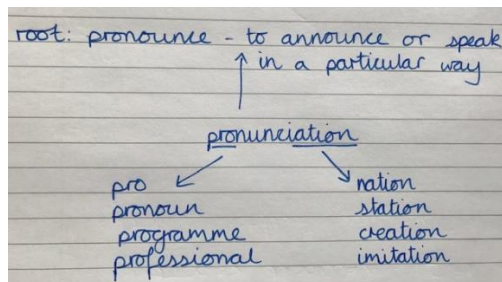 root: pronounce - to announce or speak
in a particular way
pronunciation
pro
pronoun
programme
professional
nation
station
creation
imitation